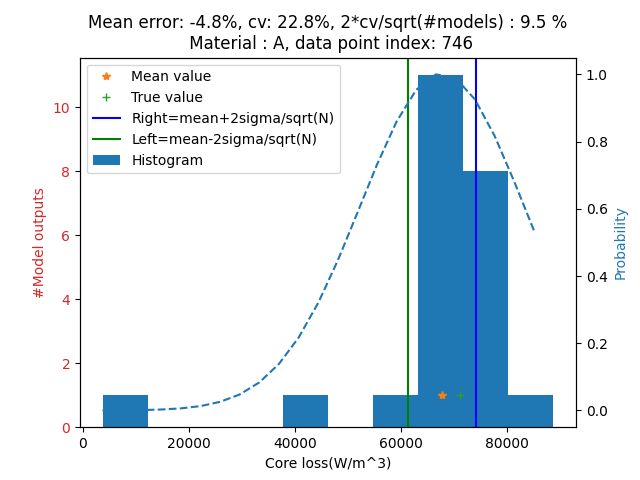 Mean error: -4.8%, cv: 22.8%, 2*cv/sqrt(#models) : 9.5 %
Material : A, data point index: 746
Mean value
True value
Right=mean+2sigma/sqrt(N)
Left=mean-2sigma/sqrt(N)
Histogram
10
8
6
4
2
0
#Model outputs
1.0
0.8
0.6
0.4
0.2
0.0
Probability
0
20000
40000
60000
80000
Core loss(W/m^3)